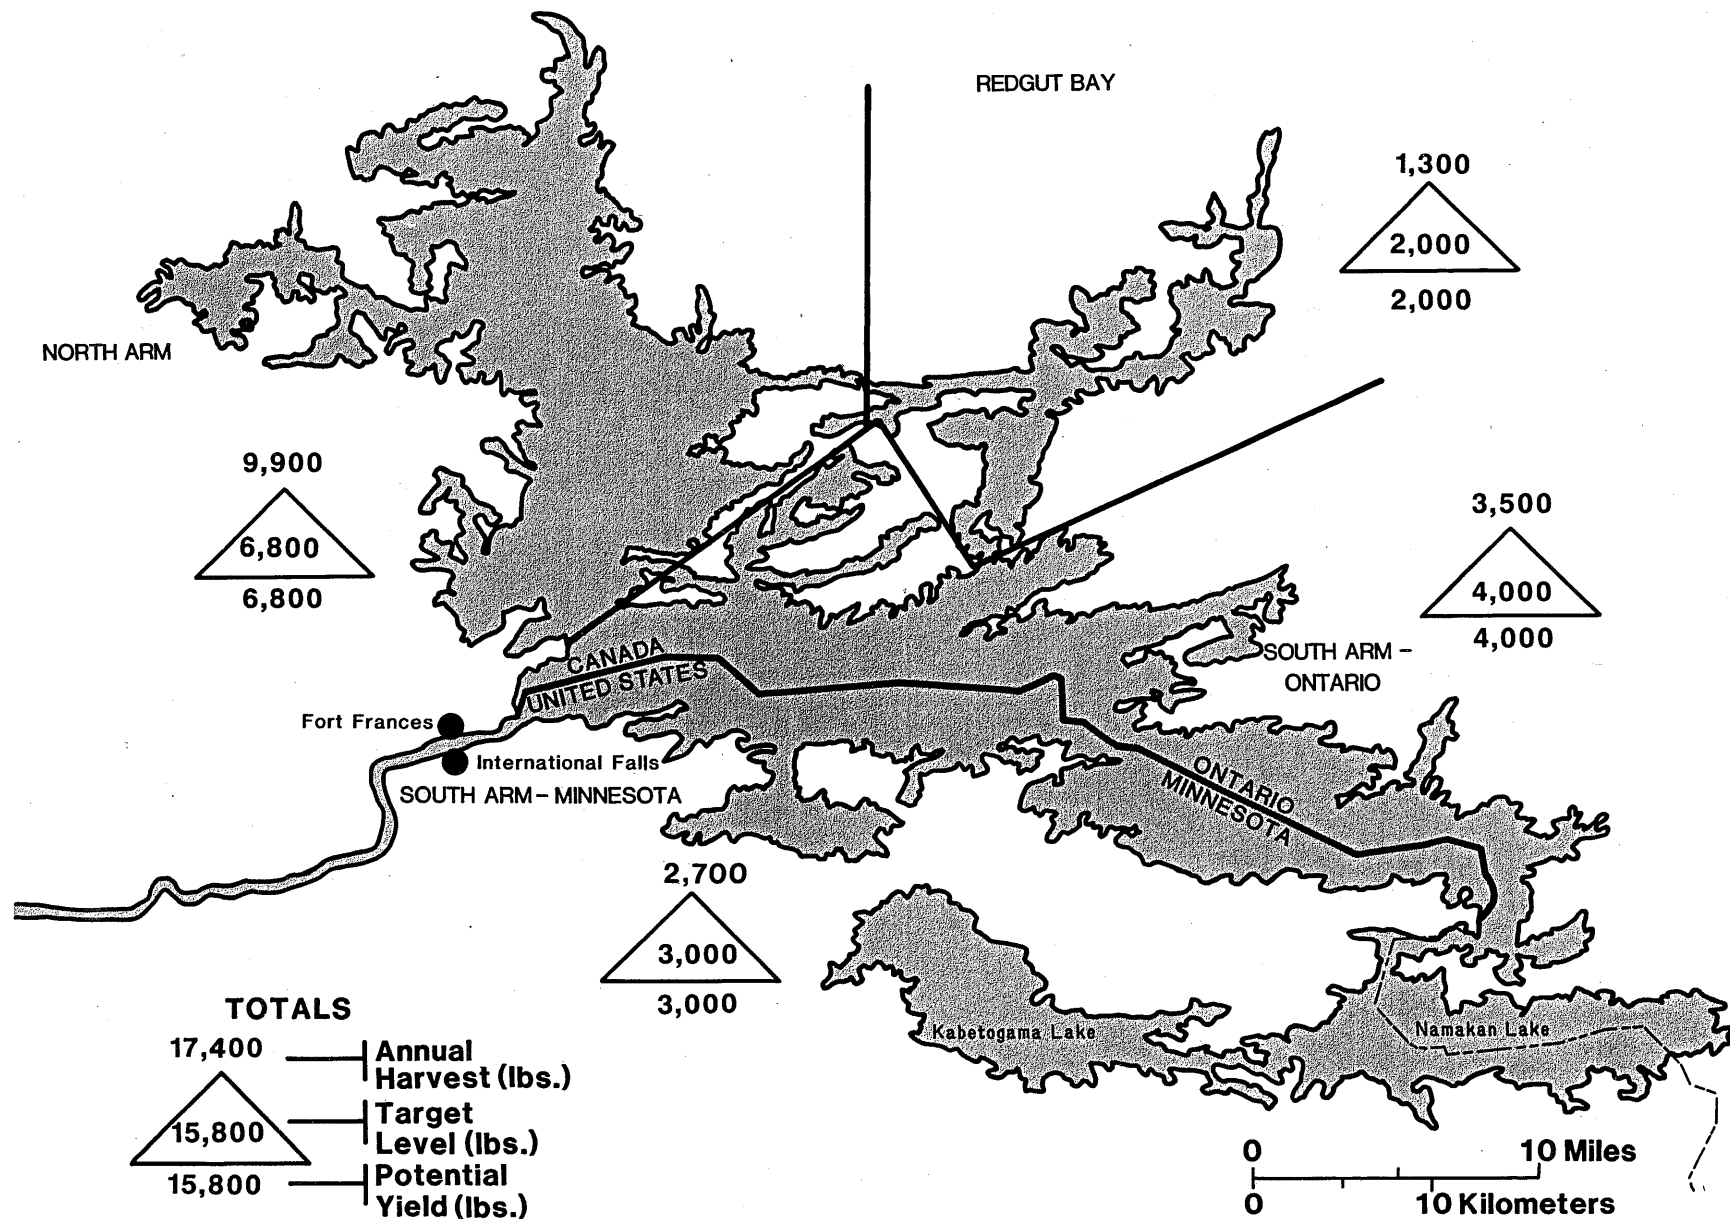 REDGUT BAY
1,300
2,000
2,000
NORTH ARM
9,900
6,800
6,800
3,500
4,000
4,000
SOUTH ARM –
ONTARIO
CANADA
UNITED STATES
Fort Frances
International Falls
SOUTH ARM – MINNESOTA
ONTARIO
MINNESOTA
2,700
3,000
3,000
Kabetogama Lake
Namakan Lake
TOTALS
17,400
Annual
Harvest (lbs.)
15,800
Target
Level (lbs.)
15,800
Potential
Yield (lbs.)
0 10 Miles
0 10 Kilometers